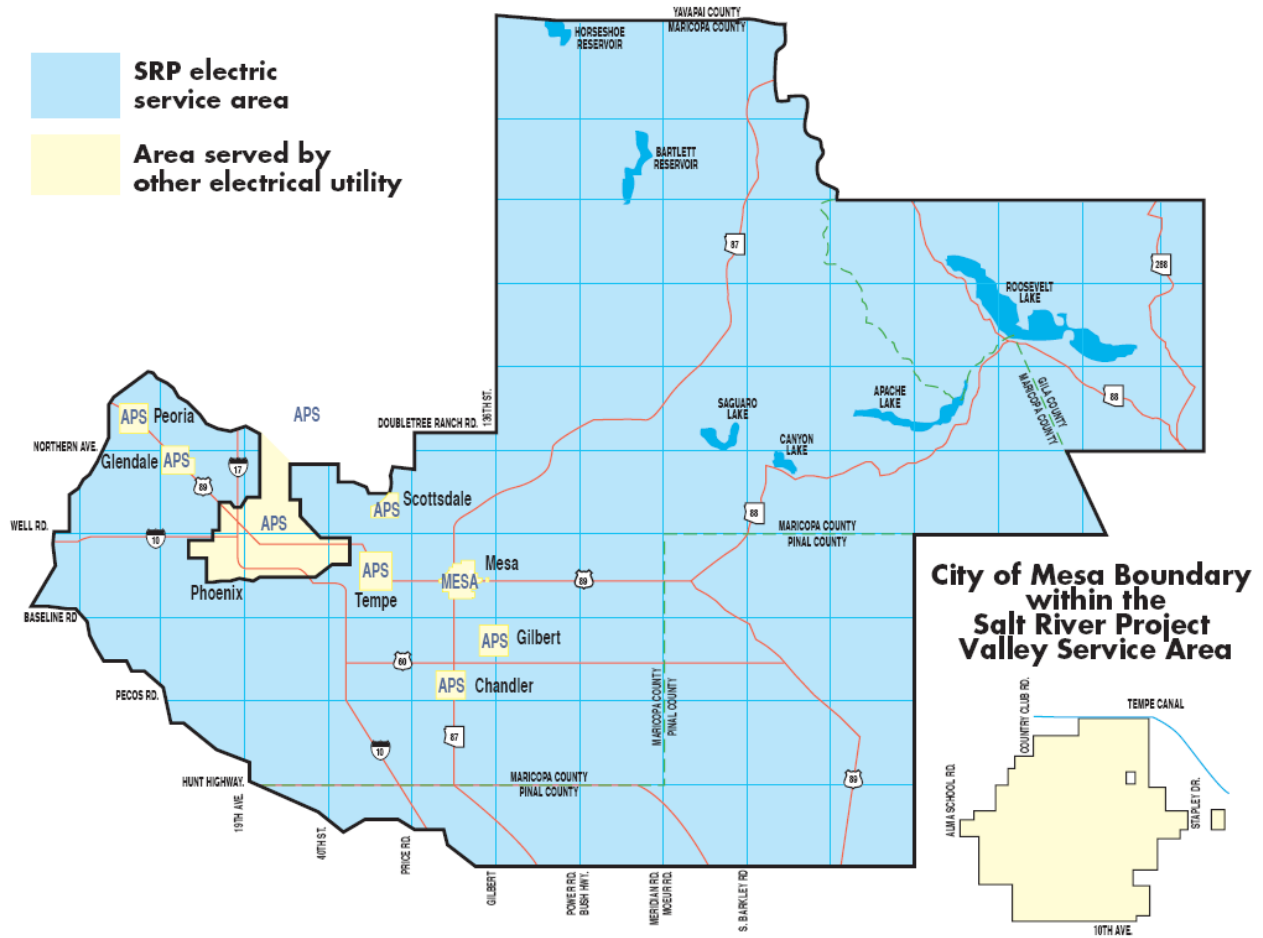 SRP electric
service area
Area served by
other electrical utility
YAVAPAI COUNTY
MARICOPA COUNTY
HORSESHOE
RESERVOIR
BARTLETT
RESERVOIR
87
288
ROOSEVELT
LAKE
APACHE
LAKE
GILA COUNTY
MARICOPA COUNTY
88
SAGUARO
LAKE
CANYON
LAKE
88
136TH ST.
DOUBLETREE RANCH RD.
APS
APS
Peoria
NORTHERN AVE.
Glendale
APS
17
89
APS
Scottsdale
APS
WELL RD.
10
MARICOPA COUNTY
PINAL COUNTY
Phoenix
APS
Tempe
MESA
Mesa
89
BASELINE RD
APS
Gilbert
60
APS
Chandler
PECOS RD.
MARICOPA COUNTY
PINAL COUNTY
87
10
89
HUNT HIGHWAY.
MARICOPA COUNTY
PINAL COUNTY
19TH AVE.
40TH ST.
PRICE RD.
GILBERT
POWER RD.
BUSH HWY.
MERIDIAN RD.
MOEUR RD.
S. BARKLEY RD
City of Mesa Boundary
within the
Salt River Project
Valley Service Area
COUNTRY CLUB RD.
TEMPE CANAL
ALMA SCHOOL RD.
STAPLEY DR.
10TH AVE.